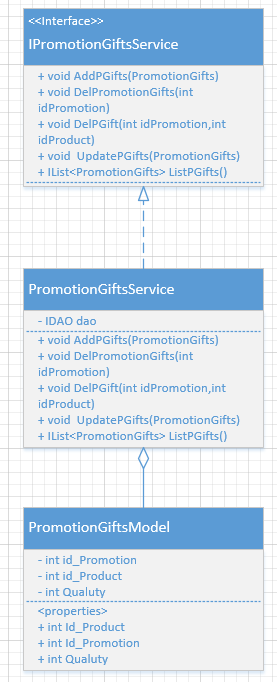 <<Interface>>
IPromotionGiftsService
+ void AddPGifts(PromotionGifts)
+ void DelPromotionGifts(int
idPromotion)
+ void DelPGift(int idPromotion,int
idProduct)
+ void  UpdatePGifts(PromotionGifts)
+ IList<PromotionGifts> ListPGifts()
PromotionGiftsService
- IDAO dao
+ void AddPGifts(PromotionGifts)
+ void DelPromotionGifts(int
idPromotion)
+ void DelPGift(int idPromotion,int
idProduct)
+ void  UpdatePGifts(PromotionGifts)
+ IList<PromotionGifts> ListPGifts()
PromotionGiftsModel
- int id_Promotion
- int id_Product
- int Qualuty
<properties>
+ int Id_Product
+ int Id_Promotion
+ int Qualuty